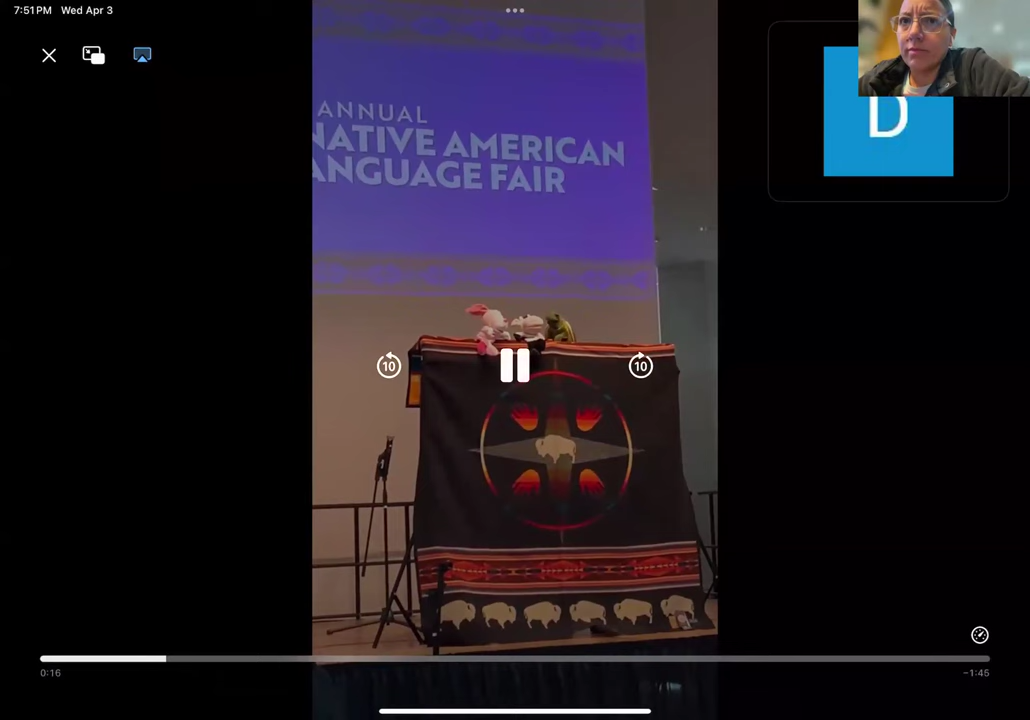 7:51 PM Wed Apr 3
D
ANNUAL
NATIVE AMERICAN
ANGUAGE FAIR
10
10
0:16
−1:45